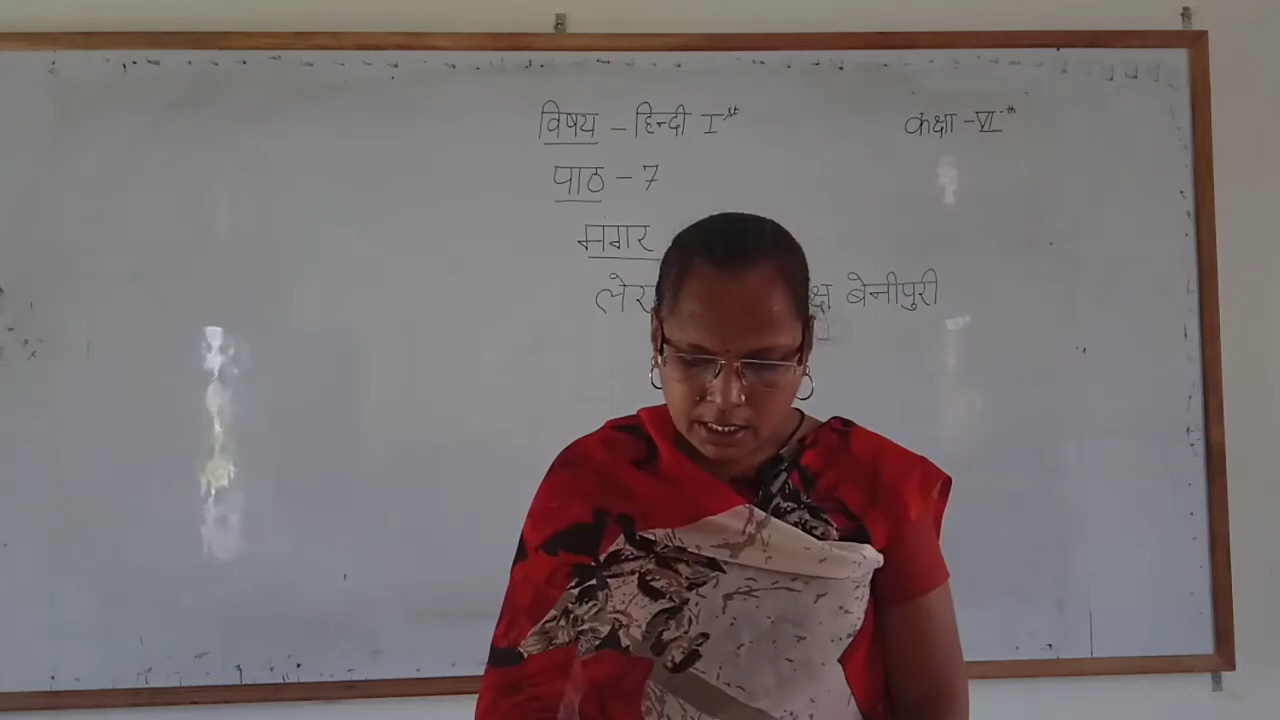 विषय - हिन्दी Ist कक्षा - VIth
पाठ - 7
मगर
बेनीपुरी